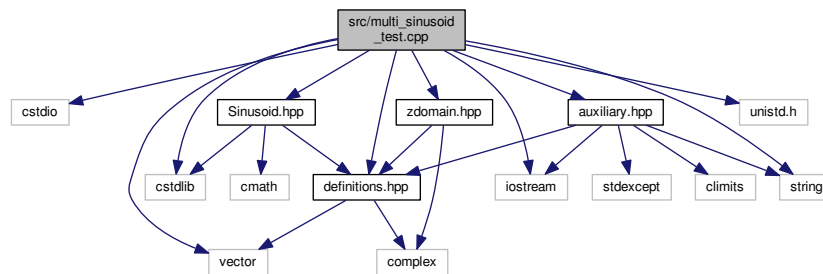 src/multi_sinusoid
_test.cpp
cstdio
Sinusoid.hpp
zdomain.hpp
auxiliary.hpp
unistd.h
cstdlib
cmath
definitions.hpp
iostream
stdexcept
climits
string
vector
complex